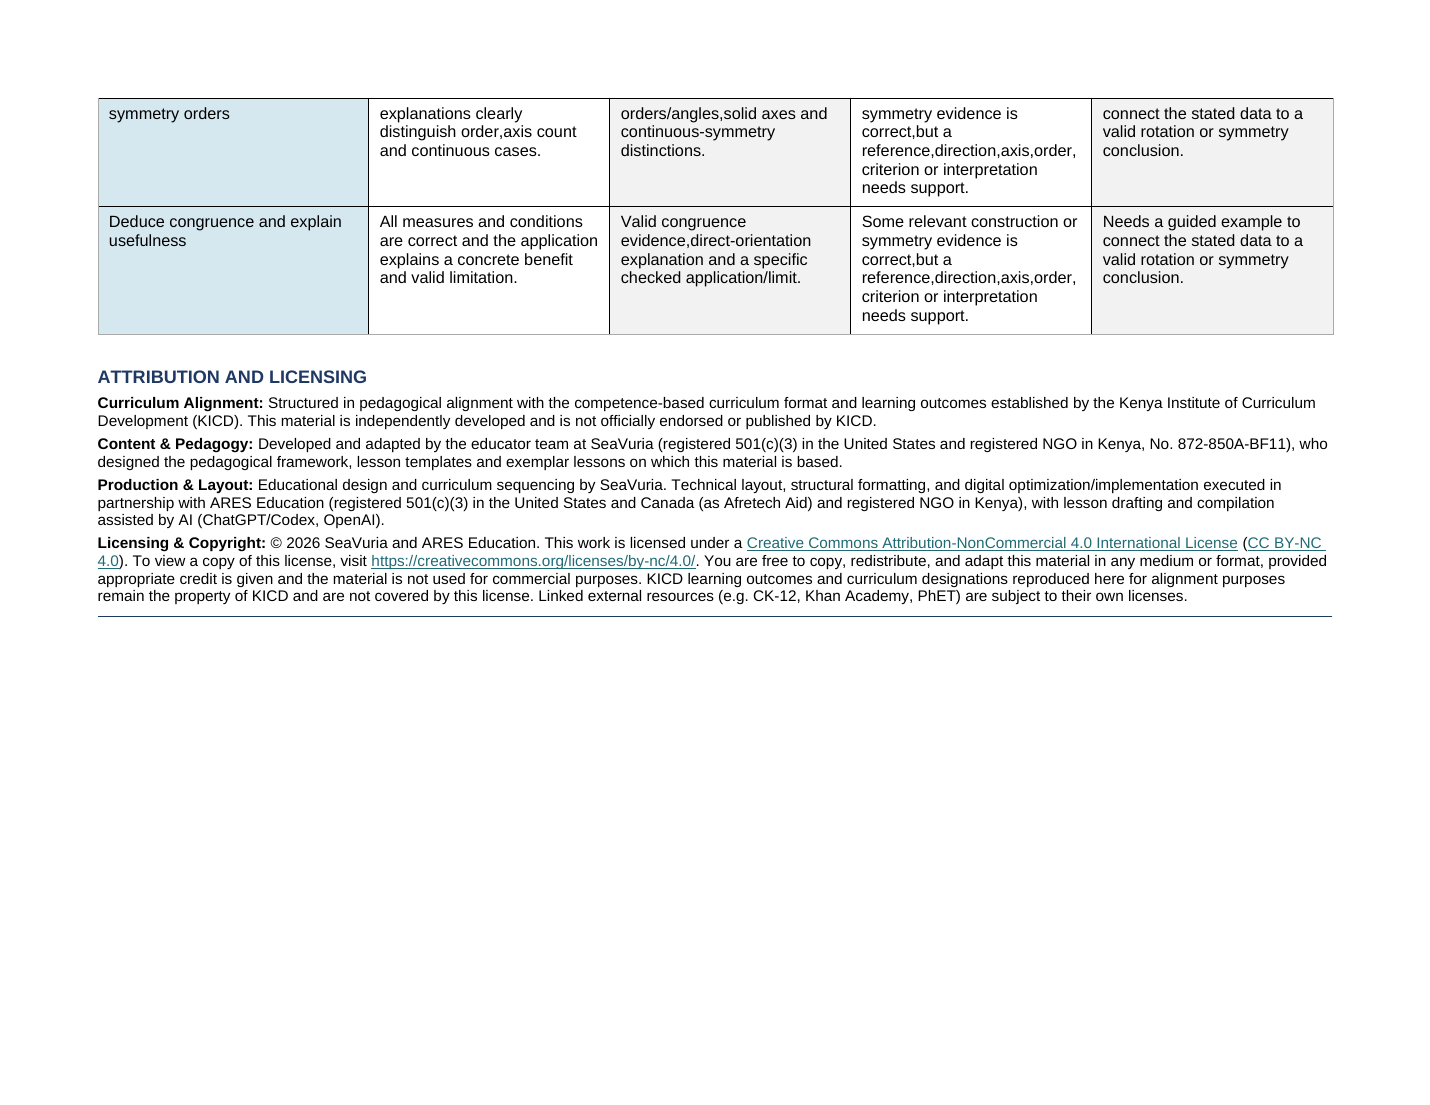 symmetry orders
explanations clearly
distinguish order,axis count
and continuous cases.
orders/angles,solid axes and
continuous-symmetry
distinctions.
symmetry evidence is
correct,but a
reference,direction,axis,order,
criterion or interpretation
needs support.
connect the stated data to a
valid rotation or symmetry
conclusion.
Deduce congruence and explain
usefulness
All measures and conditions
are correct and the application
explains a concrete benefit
and valid limitation.
Valid congruence
evidence,direct-orientation
explanation and a specific
checked application/limit.
Some relevant construction or
symmetry evidence is
correct,but a
reference,direction,axis,order,
criterion or interpretation
needs support.
Needs a guided example to
connect the stated data to a
valid rotation or symmetry
conclusion.
ATTRIBUTION AND LICENSING
Curriculum Alignment: Structured in pedagogical alignment with the competence-based curriculum format and learning outcomes established by the Kenya Institute of Curriculum
Development (KICD). This material is independently developed and is not officially endorsed or published by KICD.
Content & Pedagogy: Developed and adapted by the educator team at SeaVuria (registered 501(c)(3) in the United States and registered NGO in Kenya, No. 872-850A-BF11), who
designed the pedagogical framework, lesson templates and exemplar lessons on which this material is based.
Production & Layout: Educational design and curriculum sequencing by SeaVuria. Technical layout, structural formatting, and digital optimization/implementation executed in
partnership with ARES Education (registered 501(c)(3) in the United States and Canada (as Afretech Aid) and registered NGO in Kenya), with lesson drafting and compilation
assisted by AI (ChatGPT/Codex, OpenAI).
Licensing & Copyright: © 2026 SeaVuria and ARES Education. This work is licensed under a Creative Commons Attribution-NonCommercial 4.0 International License (CC BY-NC
4.0). To view a copy of this license, visit https://creativecommons.org/licenses/by-nc/4.0/. You are free to copy, redistribute, and adapt this material in any medium or format, provided
appropriate credit is given and the material is not used for commercial purposes. KICD learning outcomes and curriculum designations reproduced here for alignment purposes
remain the property of KICD and are not covered by this license. Linked external resources (e.g. CK-12, Khan Academy, PhET) are subject to their own licenses.